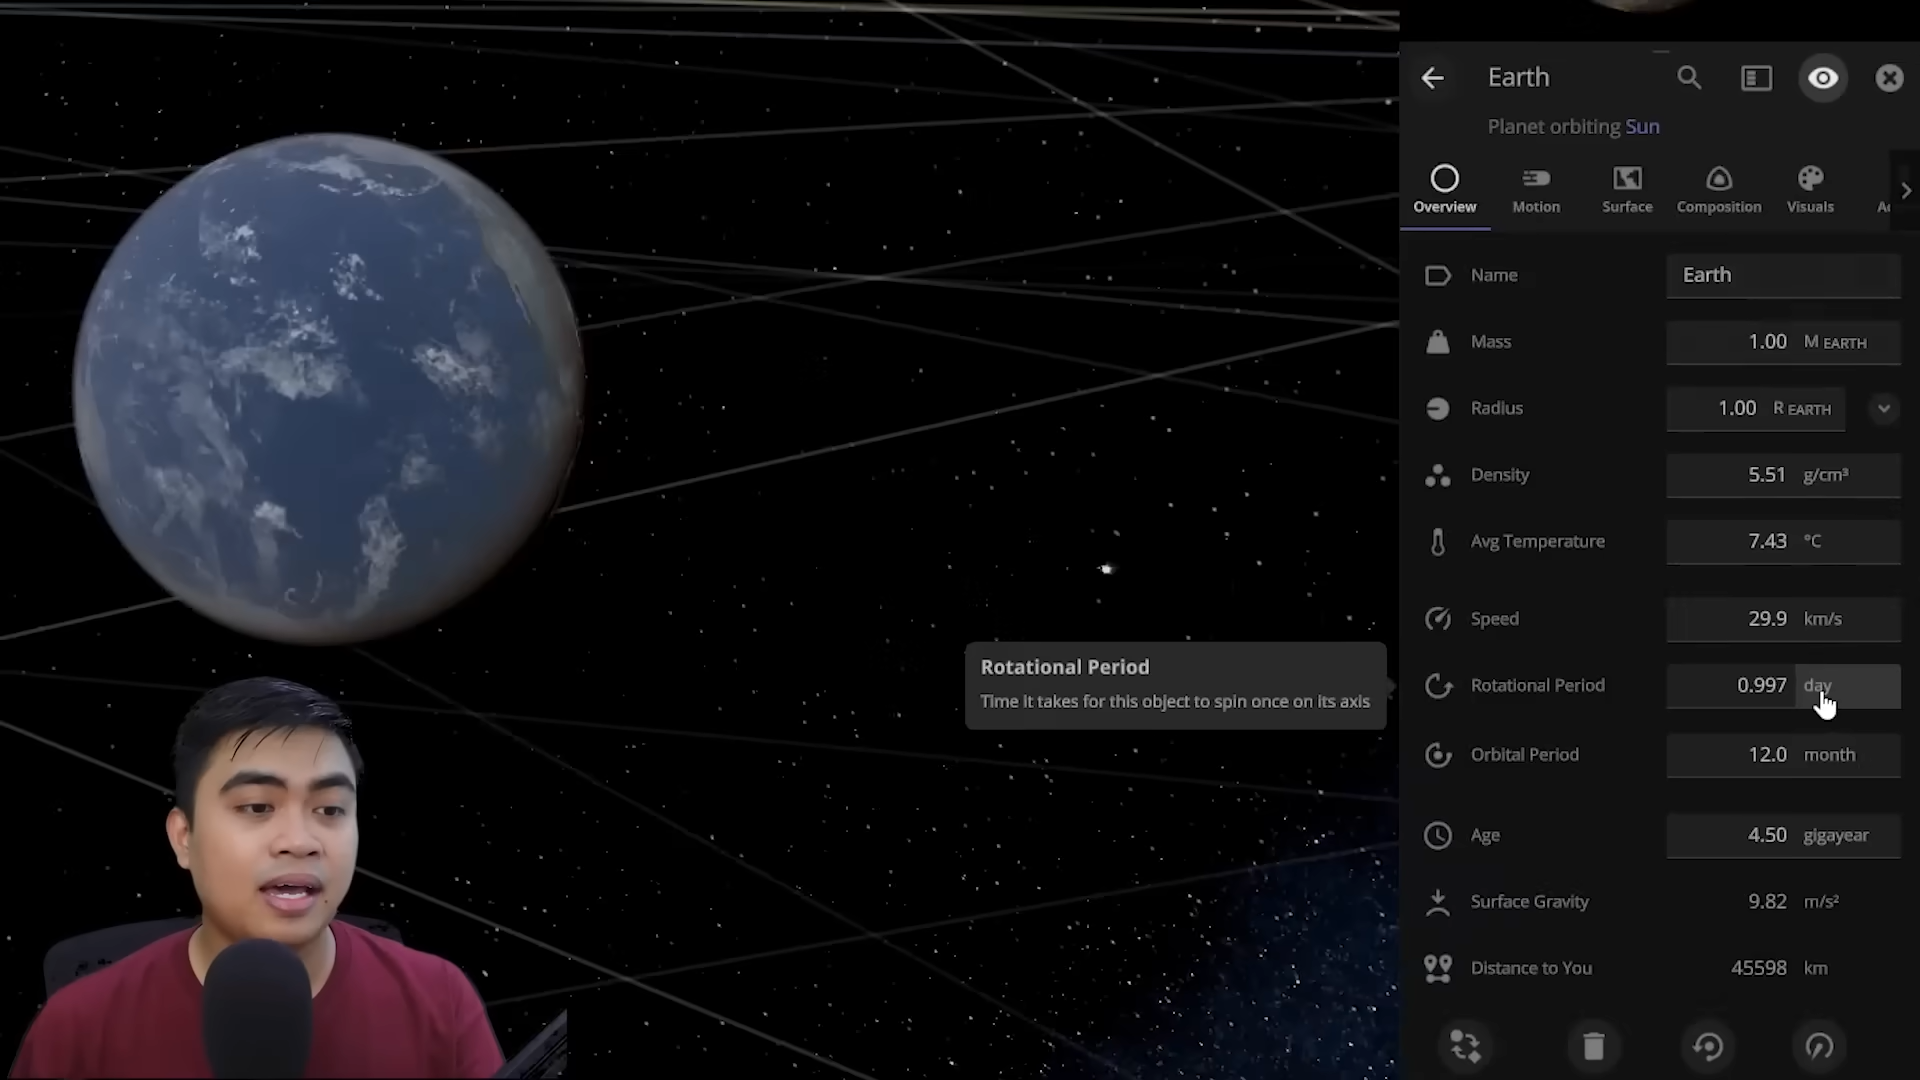 Earth
Planet orbiting Sun
Overview
Motion
Surface
Composition
Visuals
Name
Earth
Mass
1.00 M EARTH
Radius
1.00 R EARTH
Density
5.51 g/cm³
Avg Temperature
7.43 °C
Speed
29.9 km/s
Rotational Period
Time it takes for this object to spin once on its axis
Rotational Period
0.997 day
Orbital Period
12.0 month
Age
4.50 gigayear
Surface Gravity
9.82 m/s²
Distance to You
45598 km